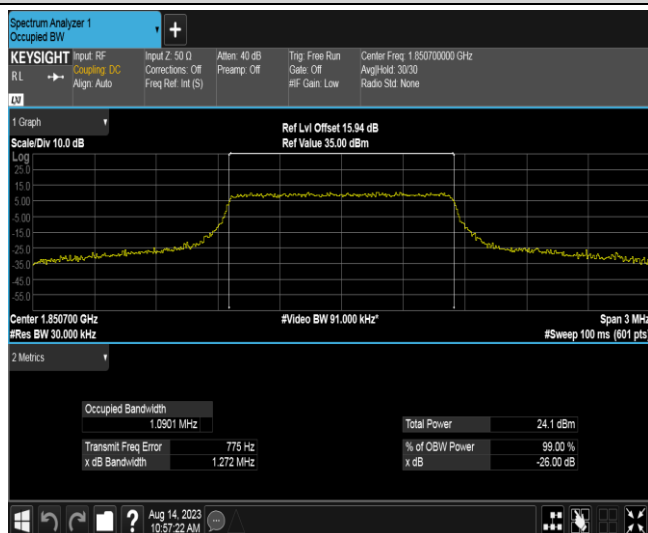 Spectrum Analyzer 1
Occupied BW
+
KEYSIGHT
RL
LXI
Input: RF
Coupling: DC
Align: Auto
Input Z: 50 Ω
Corrections: Off
Freq Ref: Int (S)
Atten: 40 dB
Preamp: Off
Trig: Free Run
Gate: Off
#IF Gain: Low
Center Freq: 1.850700000 GHz
Avg|Hold: 30/30
Radio Std: None
1 Graph
Scale/Div 10.0 dB
Ref Lvl Offset 15.94 dB
Ref Value 35.00 dBm
Log
25.0
15.0
5.00
-5.00
-15.0
-25.0
-35.0
-45.0
-55.0
Center 1.850700 GHz
#Res BW 30.000 kHz
#Video BW 91.000 kHz*
Span 3 MHz
#Sweep 100 ms (601 pts)
2 Metrics
Occupied Bandwidth
1.0901 MHz
Transmit Freq Error 775 Hz
x dB Bandwidth 1.272 MHz
Total Power 24.1 dBm
% of OBW Power 99.00 %
x dB -26.00 dB
?
Aug 14, 2023
10:57:22 AM